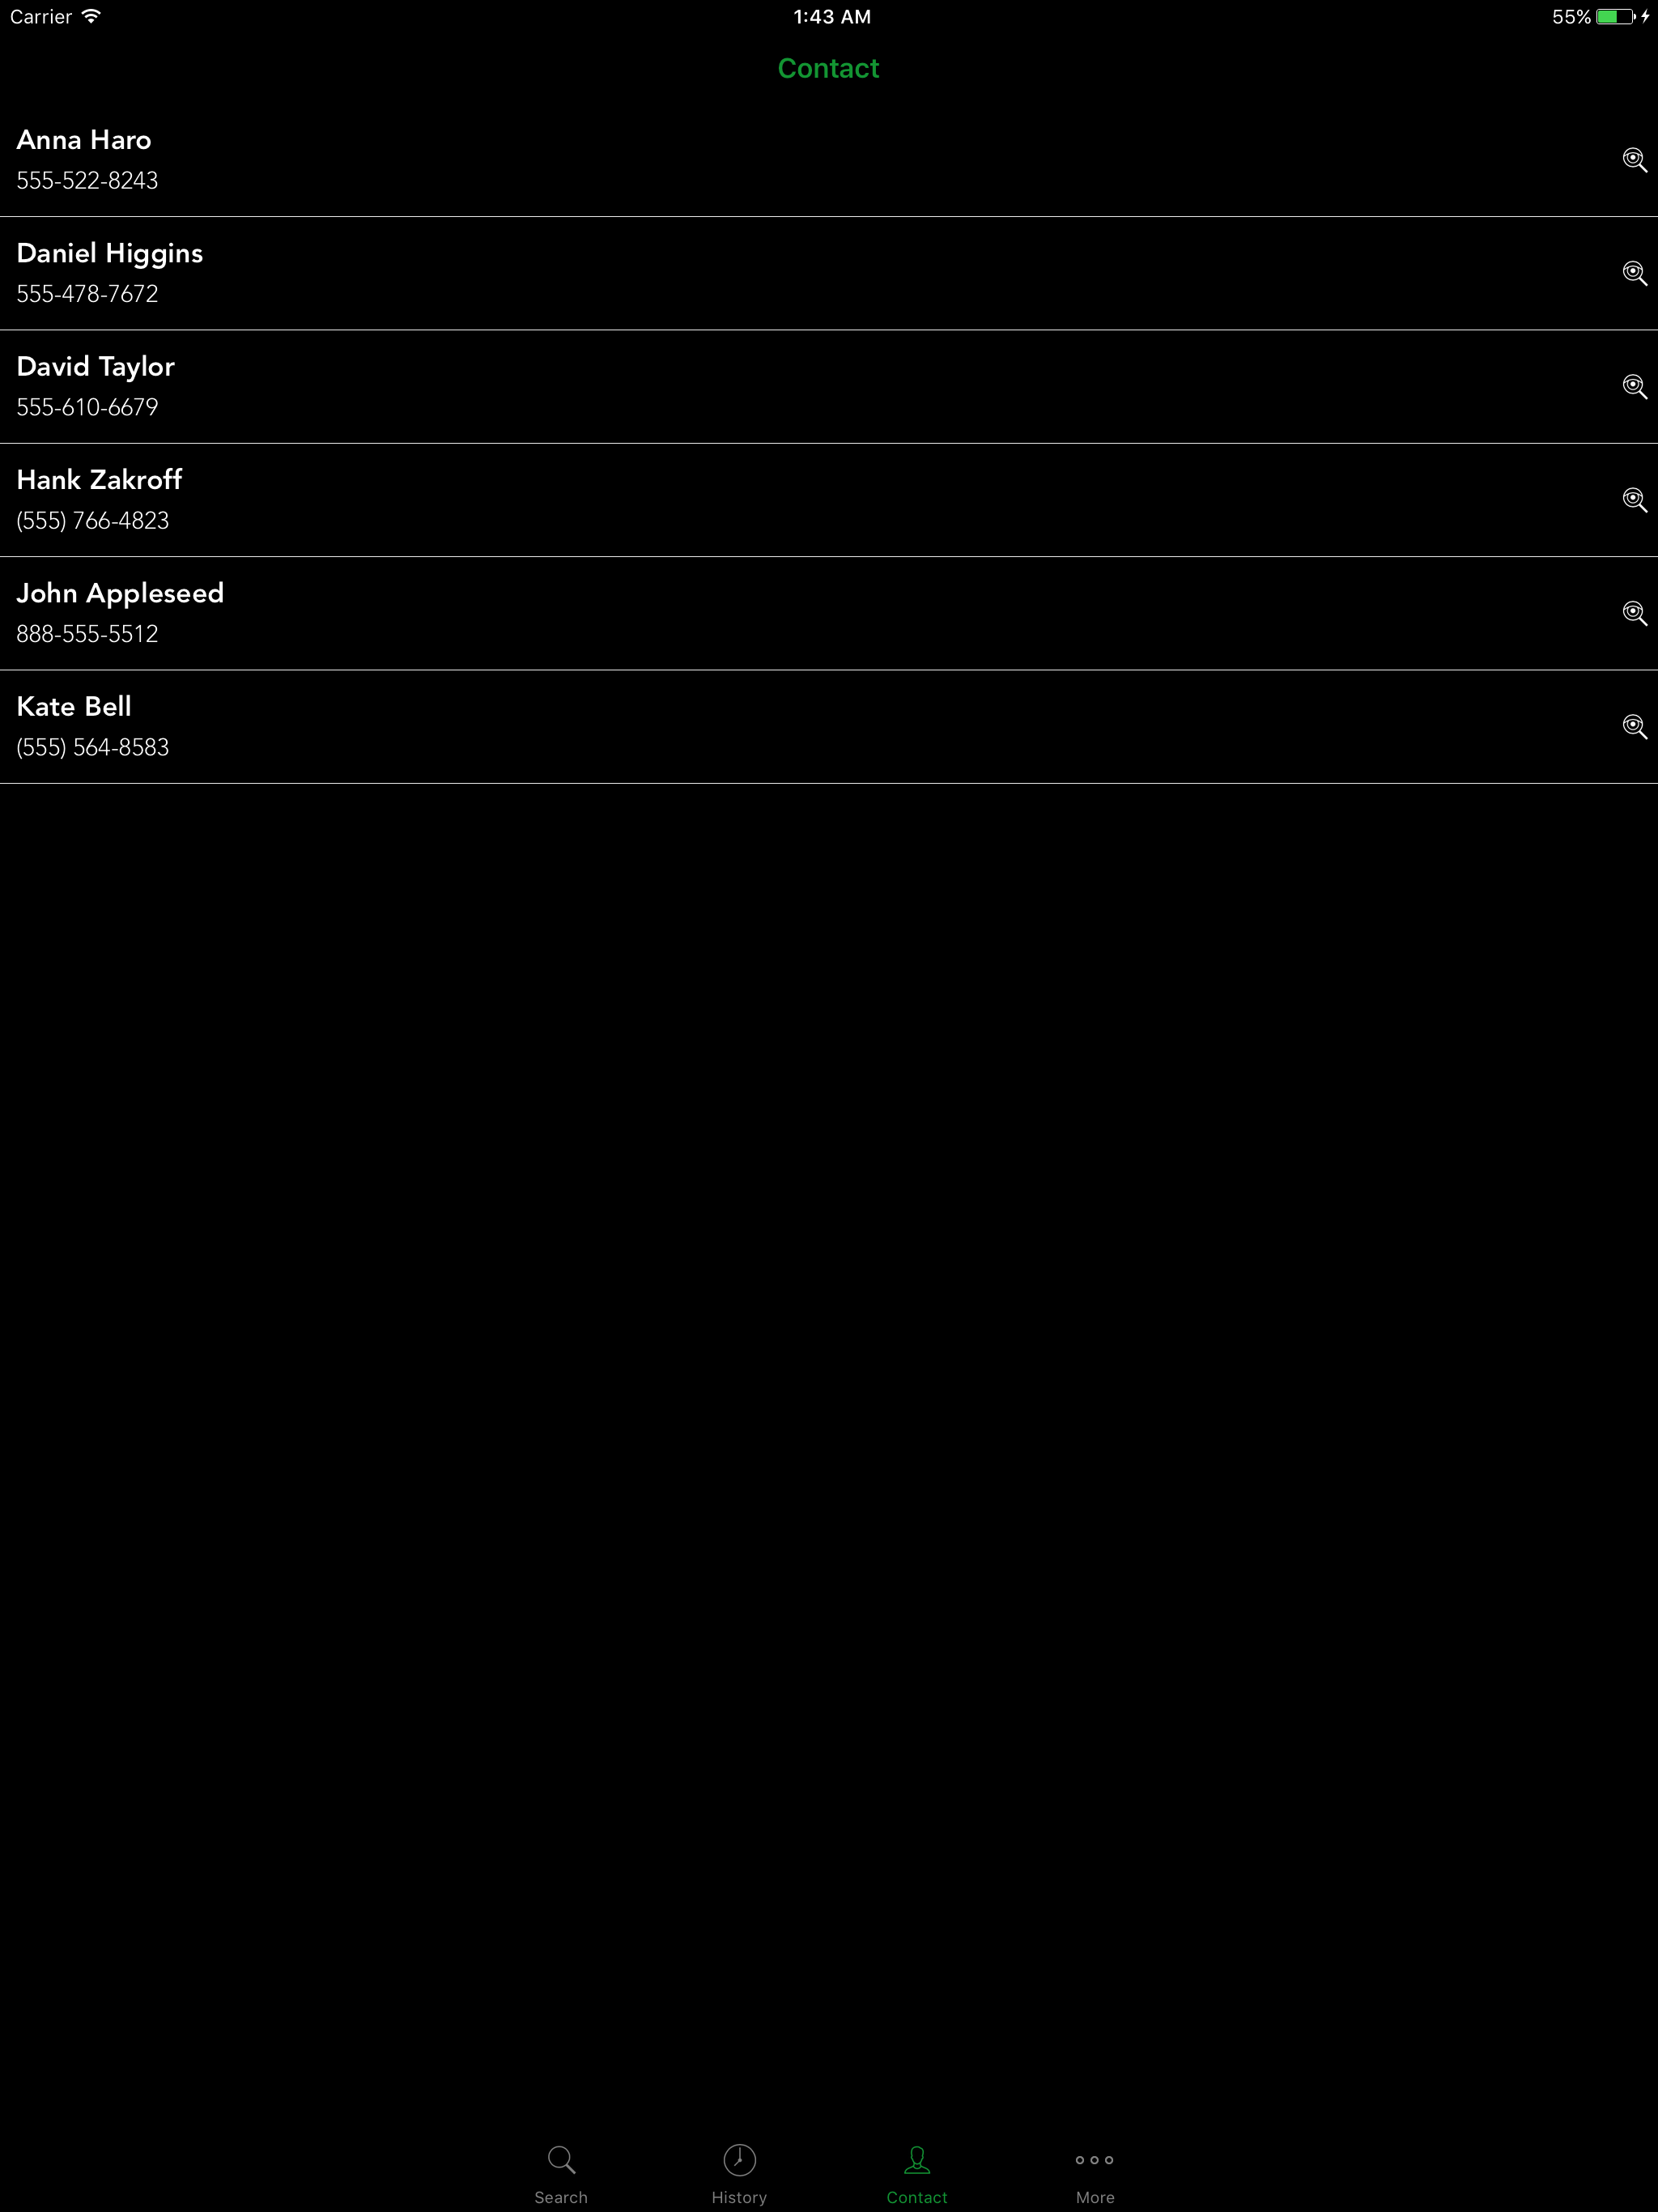 Carrier 1:43 AM 55%
Contact
Anna Haro
555-522-8243
Daniel Higgins
555-478-7672
David Taylor
555-610-6679
Hank Zakroff
(555) 766-4823
John Appleseed
888-555-5512
Kate Bell
(555) 564-8583
Search History Contact More